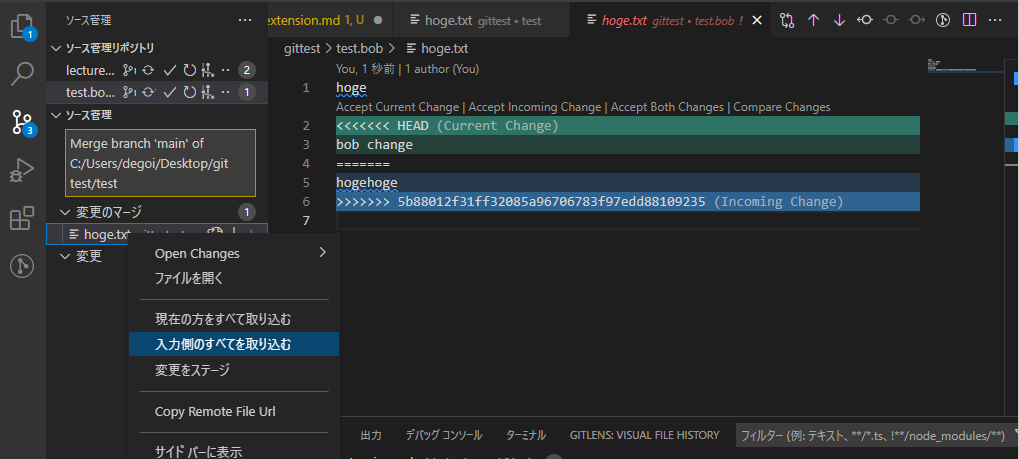 ソース管理
extension.md 1, U
hoge.txt gittest • test
hoge.txt gittest • test.bob !
1
3
ソース管理リポジトリ
lecture...
2
test.bo...
1
ソース管理
Merge branch 'main' of
C:/Users/degoi/Desktop/git
test/test
変更のマージ
1
hoge.txt
変更
Open Changes
ファイルを開く
現在の方をすべて取り込む
入力側のすべてを取り込む
変更をステージ
Copy Remote File Url
サイド バーに表示
gittest > test.bob > hoge.txt
You, 1 秒前 | 1 author (You)
1 hoge
Accept Current Change | Accept Incoming Change | Accept Both Changes | Compare Changes
2 <<<<<<< HEAD (Current Change)
3 bob change
4 =======
5 hogehoge
6 >>>>>>> 5b88012f31ff32085a96706783f97edd88109235 (Incoming Change)
7
出力
デバッグ コンソール
ターミナル
GITLENS: VISUAL FILE HISTORY
フィルター (例: テキスト、**/*.ts、!**/node_modules/**)